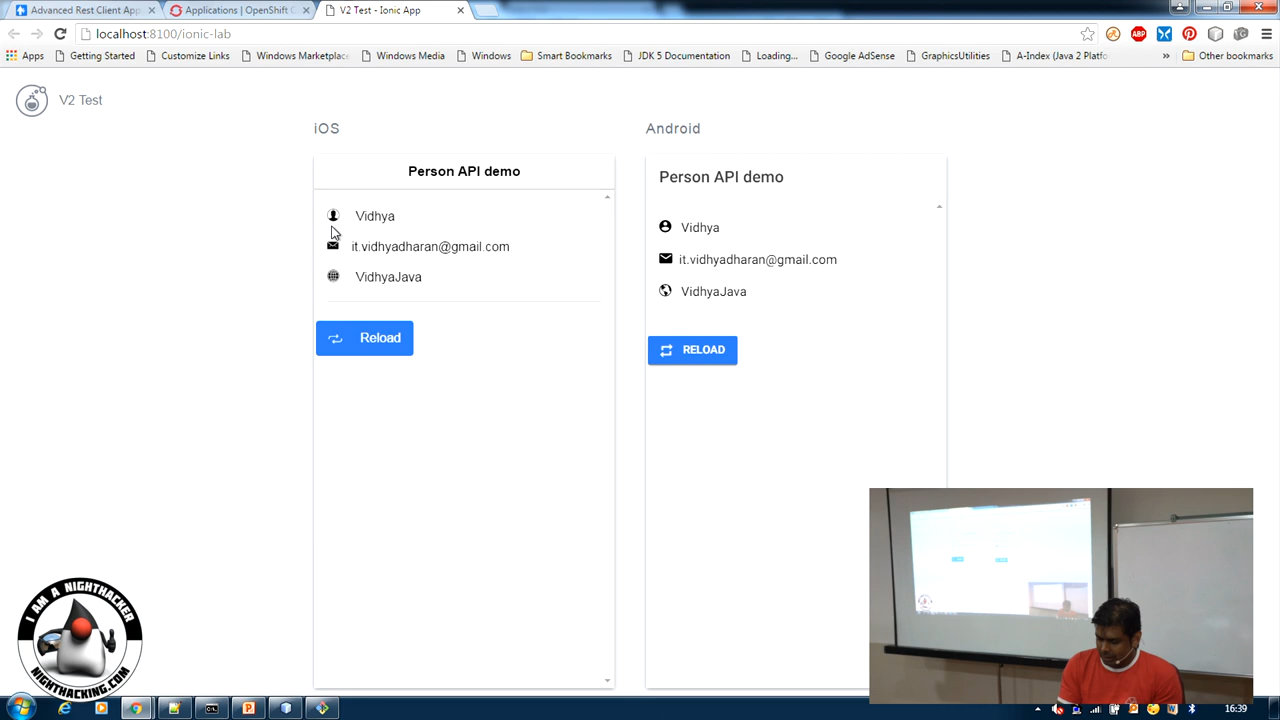 Advanced Rest Client App
Applications | OpenShift
V2 Test - Ionic App
localhost:8100/ionic-lab
Apps
Getting Started
Customize Links
Windows Marketplac
Windows Media
Windows
Smart Bookmarks
JDK 5 Documentation
Loading...
Google AdSense
GraphicsUtilities
A-Index (Java 2 Platfo
»
Other bookmarks
V2 Test
iOS
Android
Person API demo
Vidhya
it.vidhyadharan@gmail.com
VidhyaJava
Reload
Person API demo
Vidhya
it.vidhyadharan@gmail.com
VidhyaJava
RELOAD
I AM A NIGHTHACKER
NIGHTHACKING.COM
16:39